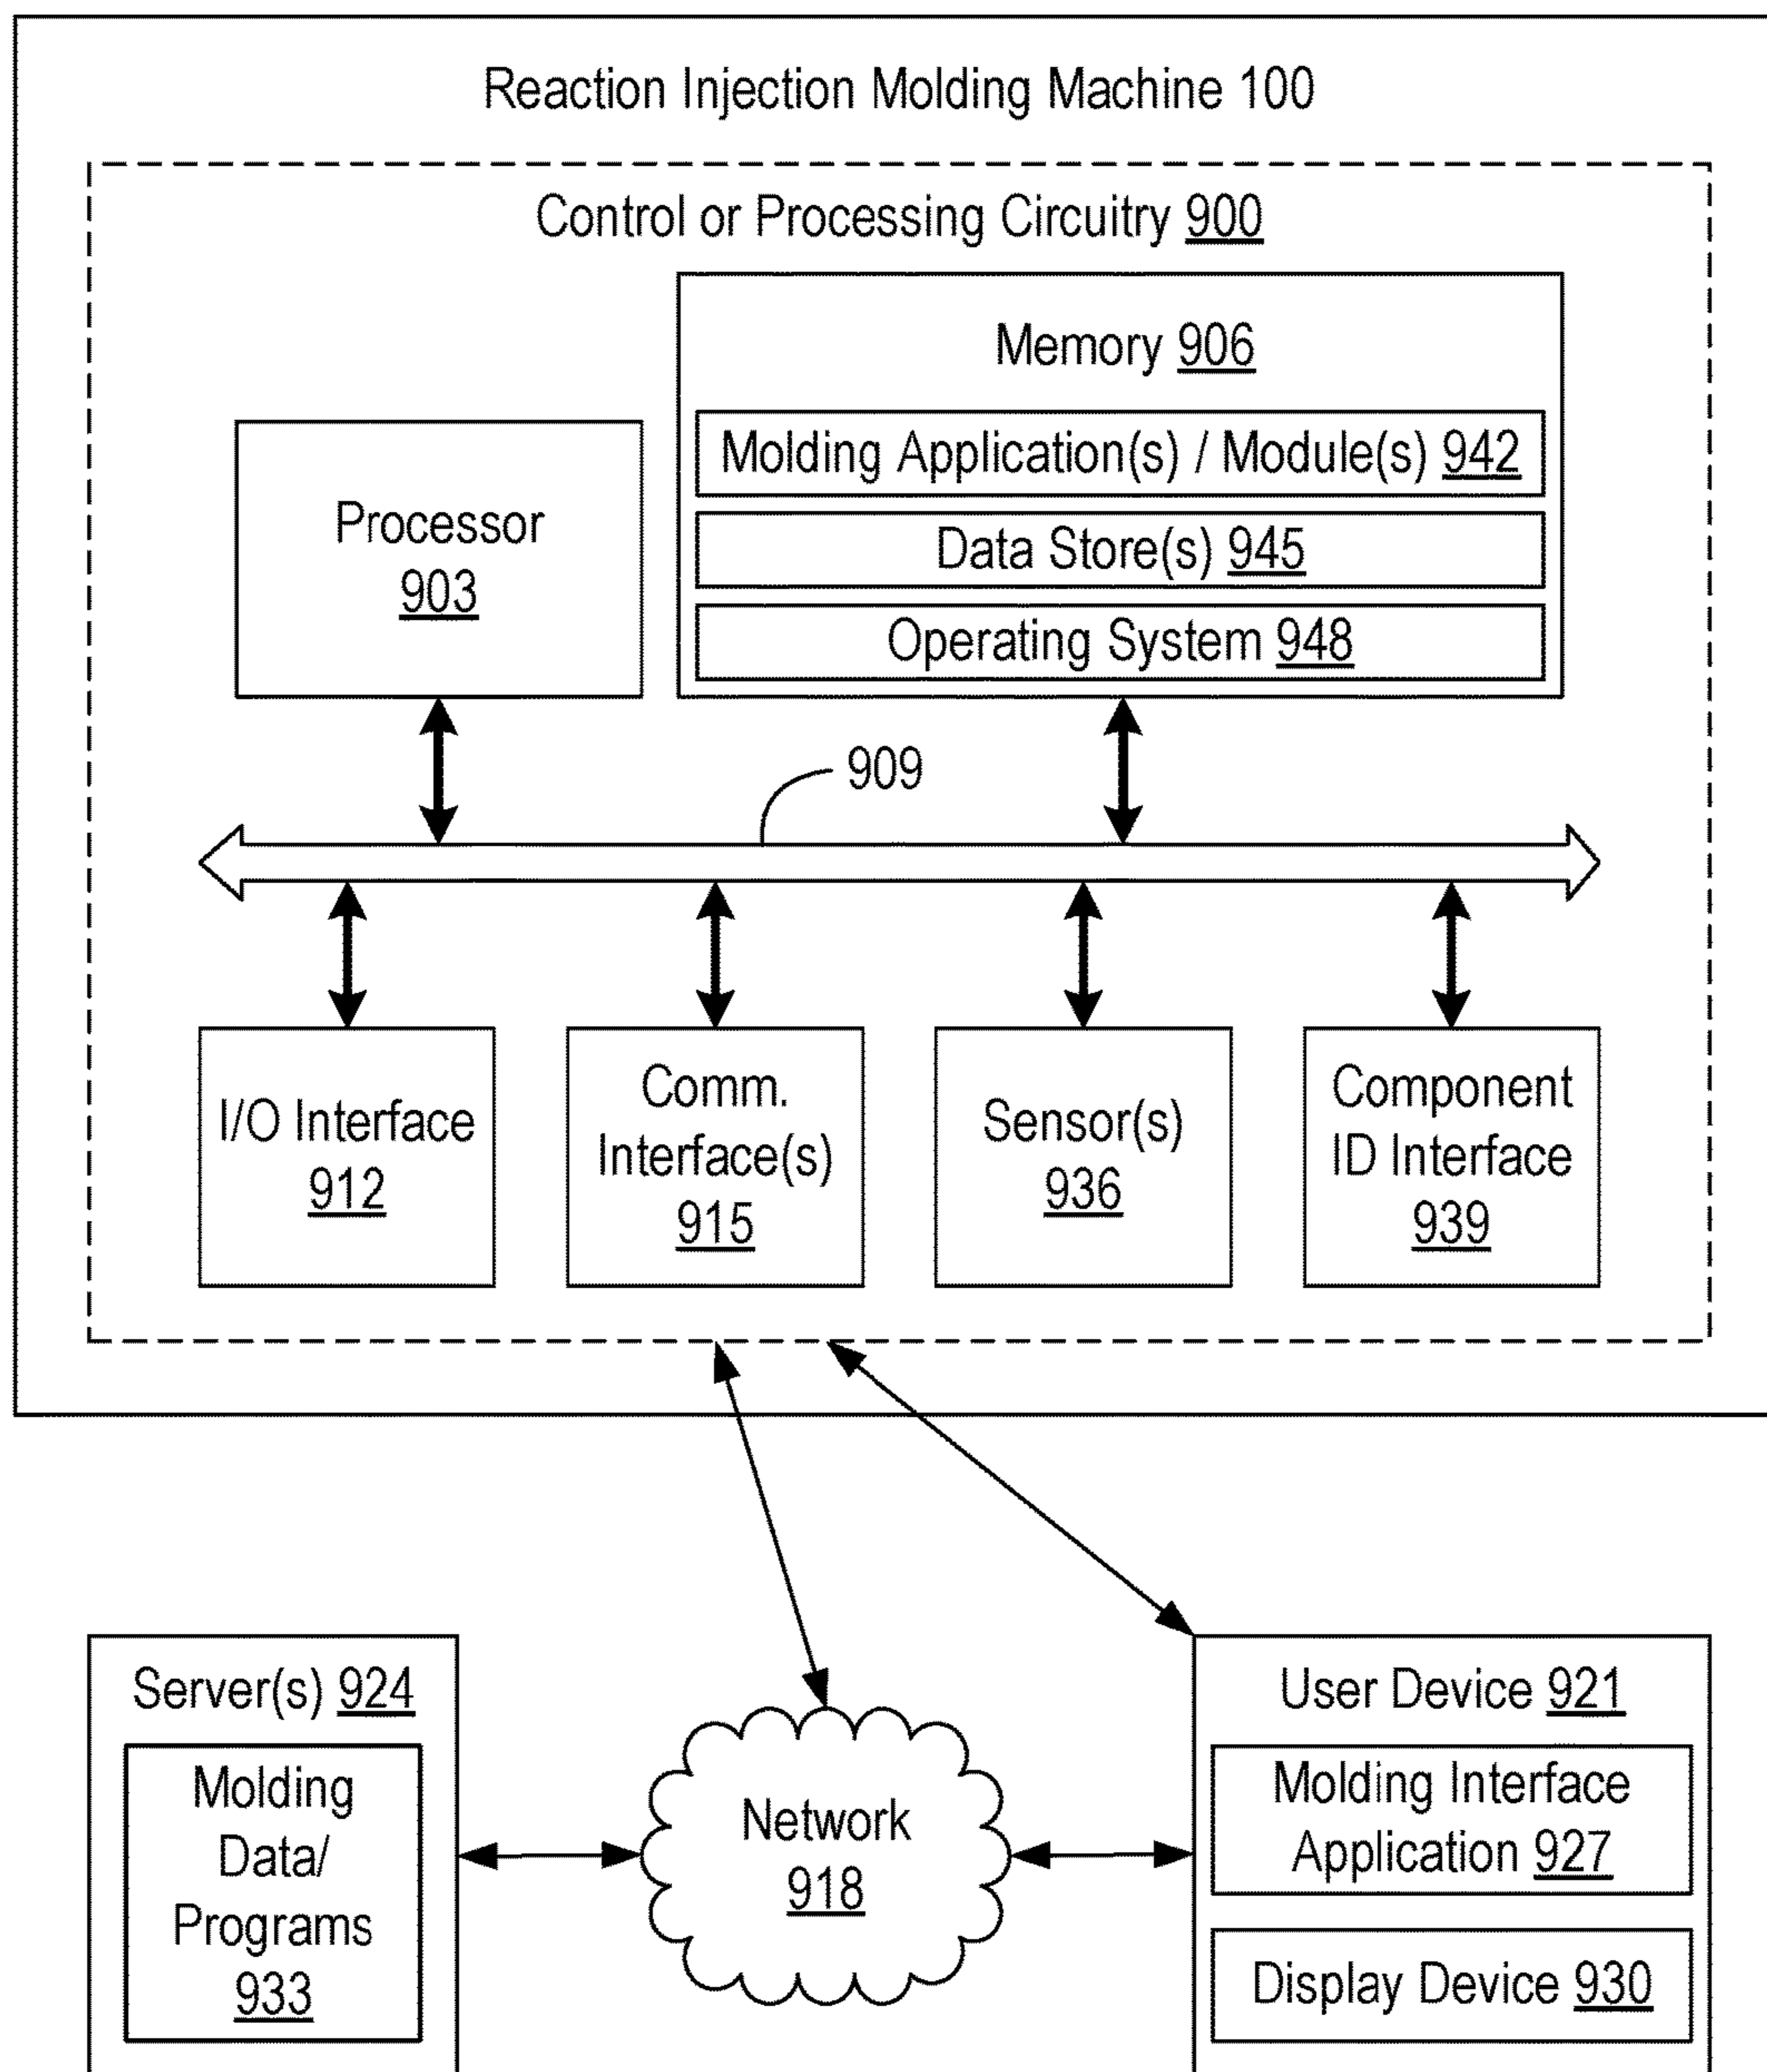 Reaction Injection Molding Machine 100
Control or Processing Circuitry 900
Memory 906
Molding Application(s) / Module(s) 942
Data Store(s) 945
Operating System 948
Processor
903
909
I/O Interface
912
Comm.
Interface(s)
915
Sensor(s)
936
Component
ID Interface
939
Server(s) 924
Molding
Data/
Programs
933
Network
918
User Device 921
Molding Interface
Application 927
Display Device 930